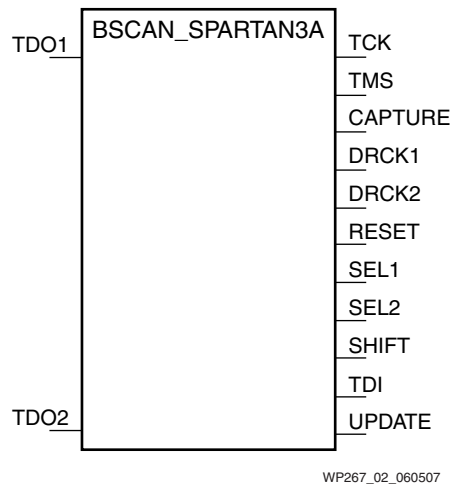 BSCAN_SPARTAN3A
TDO1
TCK
TMS
CAPTURE
DRCK1
DRCK2
RESET
SEL1
SEL2
SHIFT
TDI
TDO2
UPDATE
WP267_02_060507